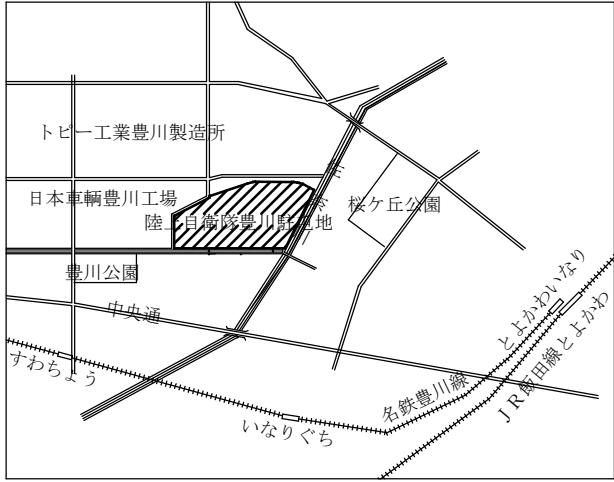 トピー工業豊川製造所
日本車輌豊川工場
陸上自衛隊豊川駐屯地
桜ケ丘公園
豊川公園
中央通
すわちょう
いなりぐち
名鉄豊川線
とよかわいなり
JR飯田線とよかわ